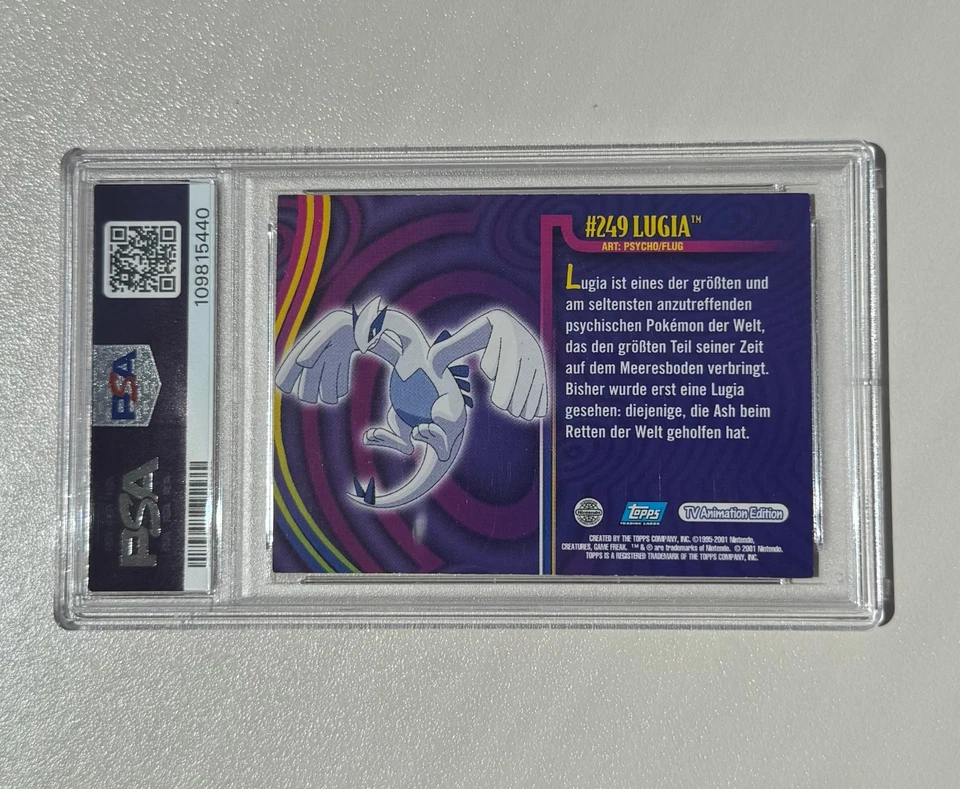 109815440
PSA
PSA
#249 LUGIA™
ART: PSYCHO/FLUG
Lugia ist eines der größten und
am seltensten anzutreffenden
psychischen Pokémon der Welt,
das den größten Teil seiner Zeit
auf dem Meeresboden verbringt.
Bisher wurde erst eine Lugia
gesehen: diejenige, die Ash beim
Retten der Welt geholfen hat.
Nintendo
topps
TRADING CARDS
TV Animation Edition
CREATED BY THE TOPPS COMPANY, INC. ©1995-2001 Nintendo,
CREATURES, GAME FREAK. ™ & ® are trademarks of Nintendo. © 2001 Nintendo.
TOPPS IS A REGISTERED TRADEMARK OF THE TOPPS COMPANY, INC.